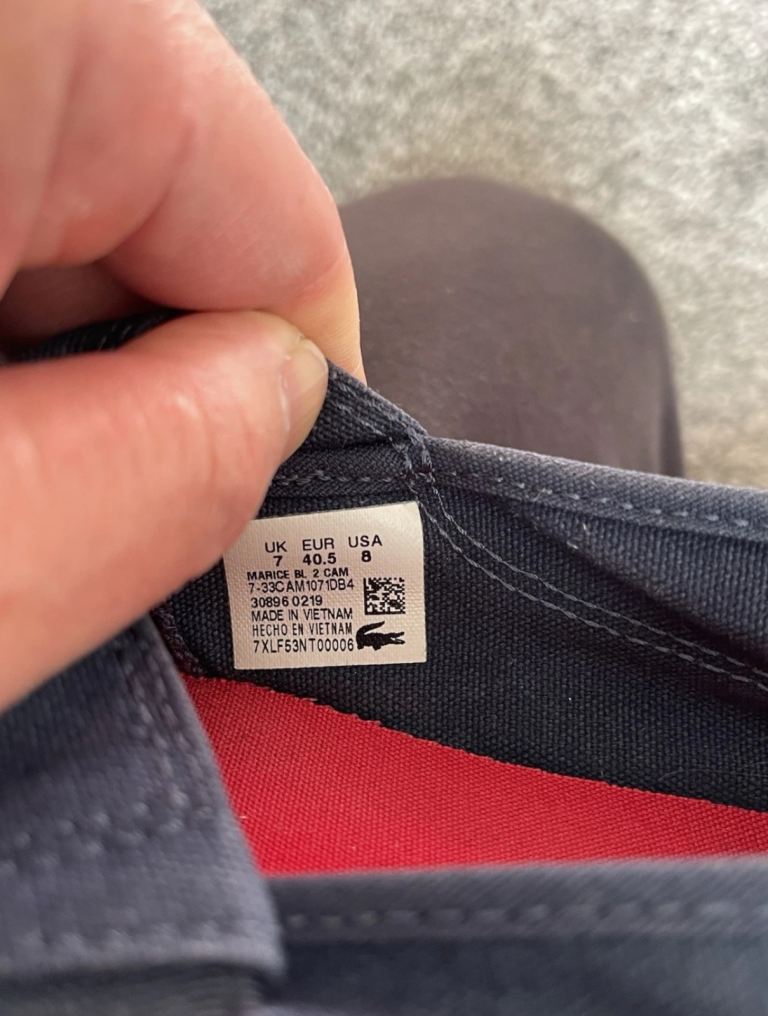 UK EUR USA
7 40.5 8
MARICE BL 2 CAM
7-33CAM1071DB4
30896 0219
MADE IN VIETNAM
HECHO EN VIETNAM
7XLF53NT00006